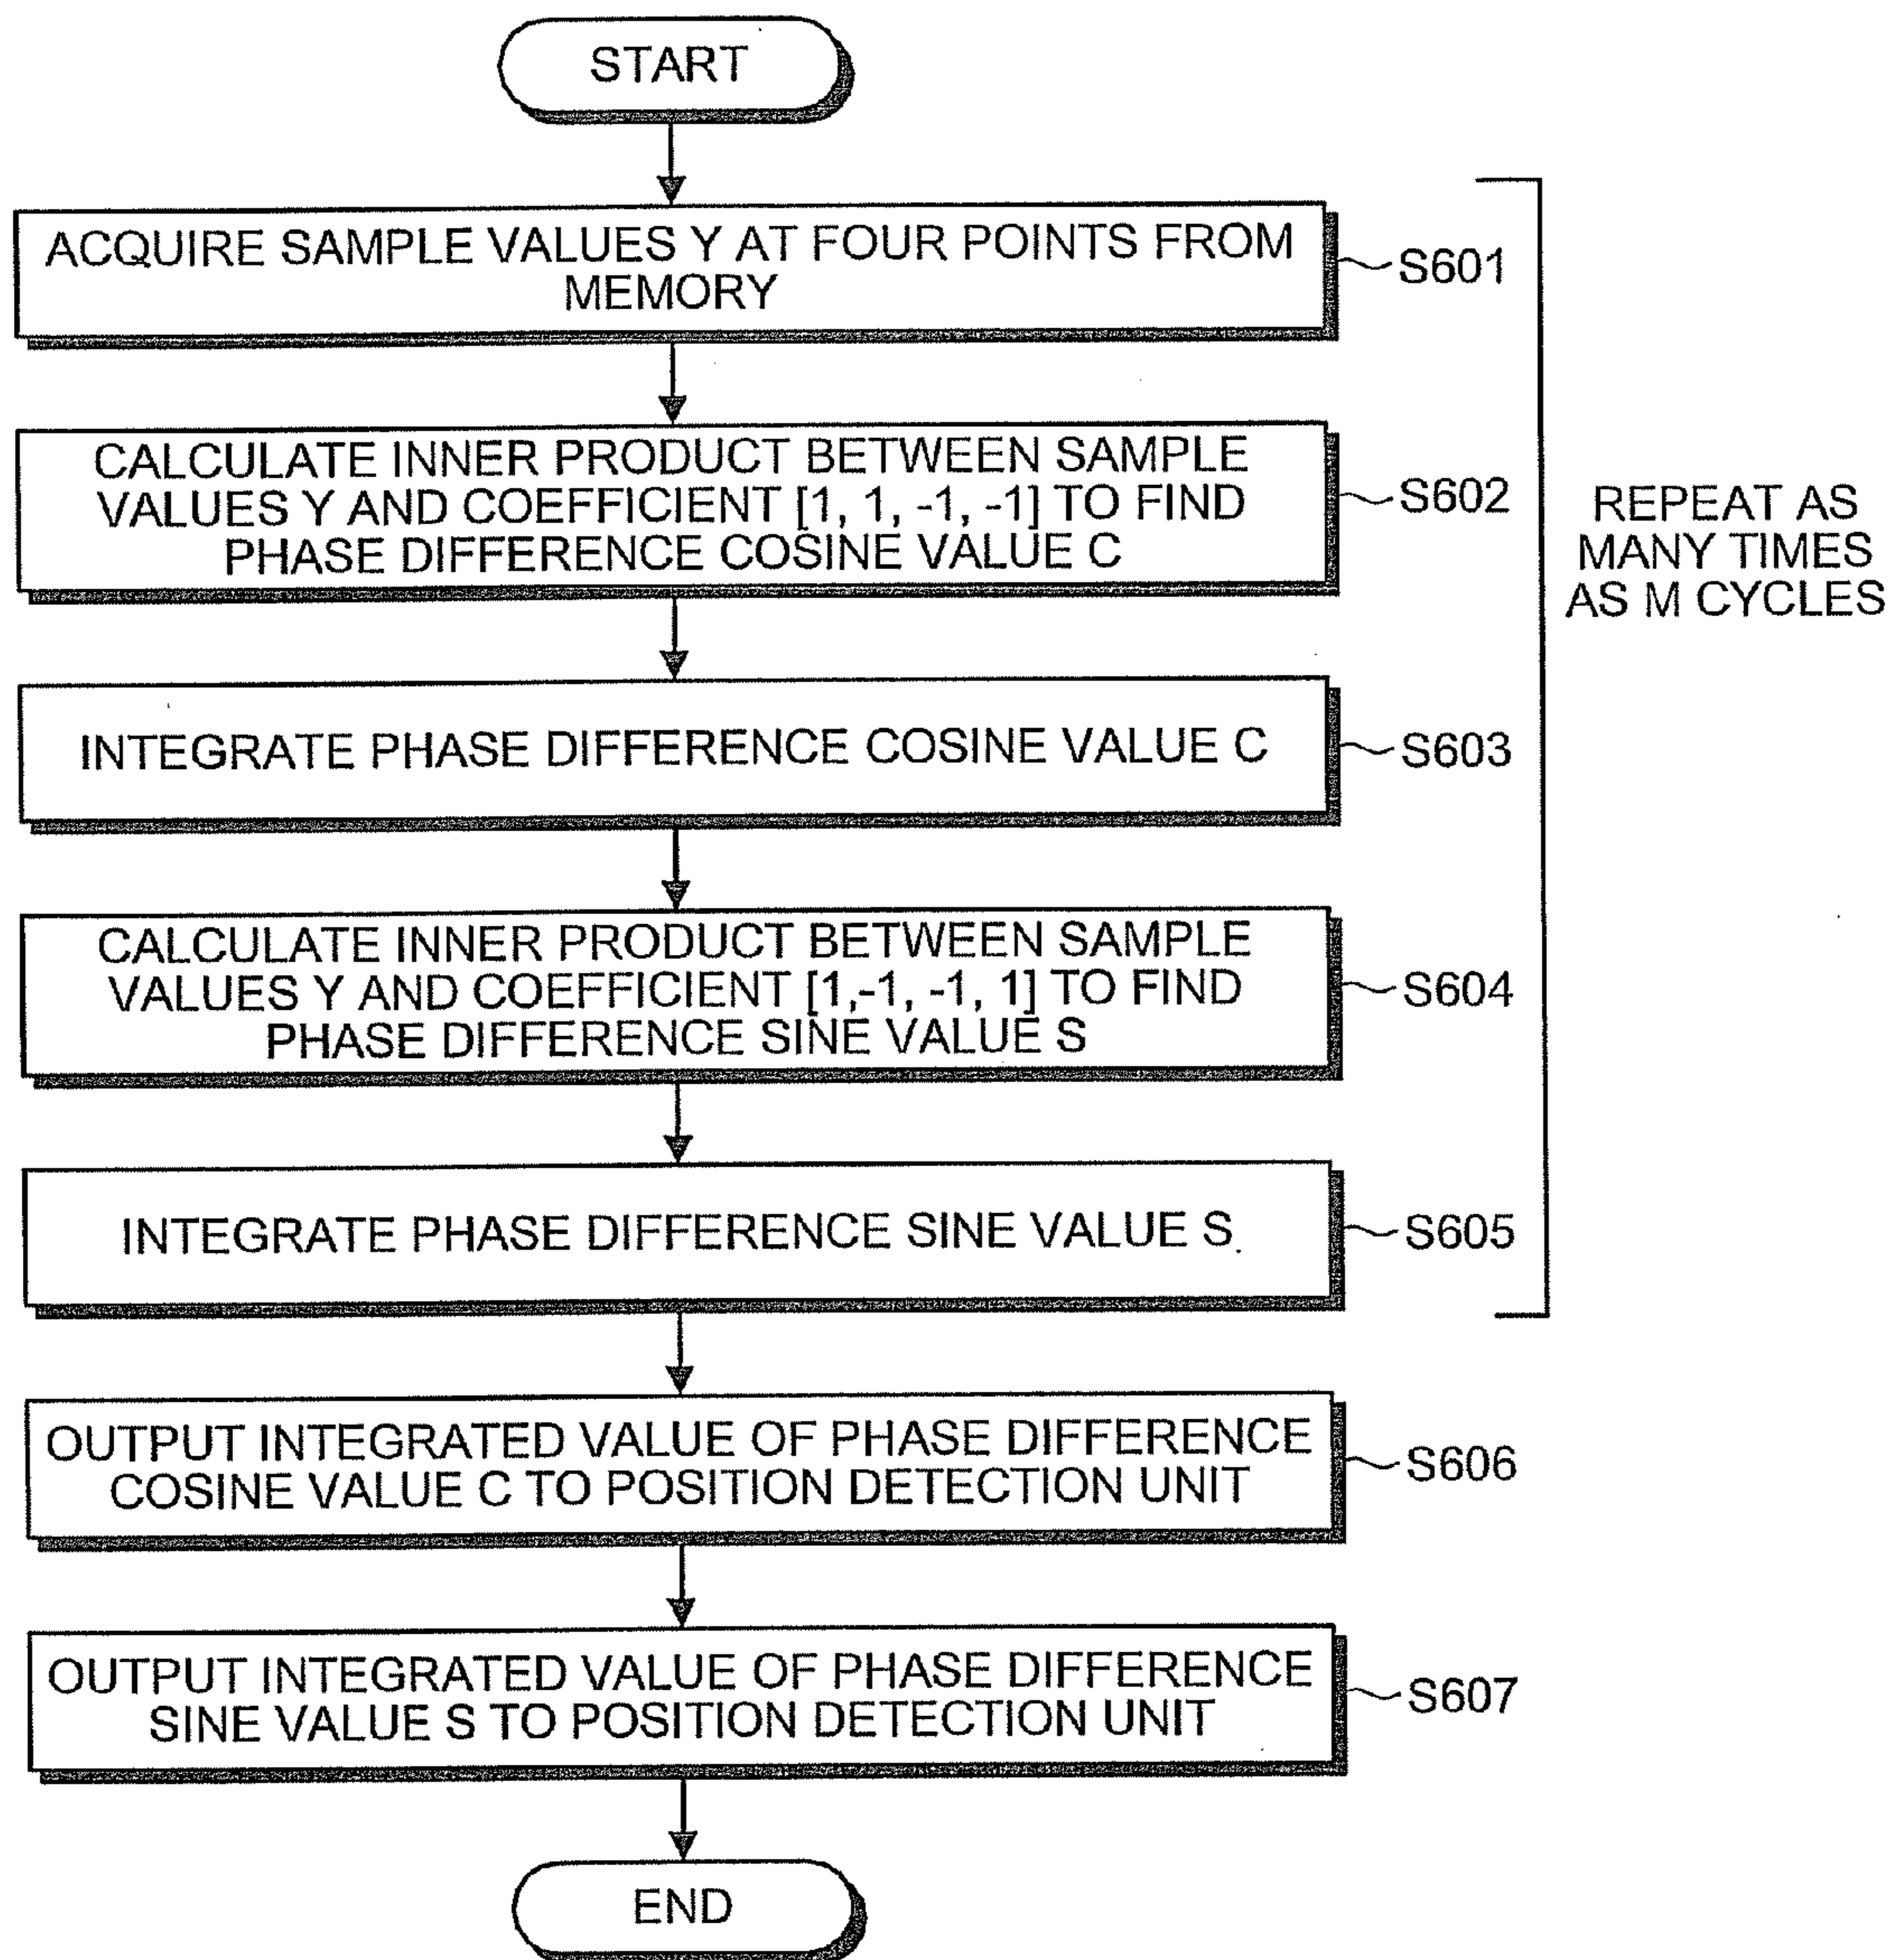 START
ACQUIRE SAMPLE VALUES Y AT FOUR POINTS FROM
MEMORY
S601
CALCULATE INNER PRODUCT BETWEEN SAMPLE
VALUES Y AND COEFFICIENT [1, 1, -1, -1] TO FIND
PHASE DIFFERENCE COSINE VALUE C
S602
REPEAT AS
MANY TIMES
AS M CYCLES
INTEGRATE PHASE DIFFERENCE COSINE VALUE C
S603
CALCULATE INNER PRODUCT BETWEEN SAMPLE
VALUES Y AND COEFFICIENT [1,-1, -1, 1] TO FIND
PHASE DIFFERENCE SINE VALUE S
S604
INTEGRATE PHASE DIFFERENCE SINE VALUE S
S605
OUTPUT INTEGRATED VALUE OF PHASE DIFFERENCE
COSINE VALUE C TO POSITION DETECTION UNIT
S606
OUTPUT INTEGRATED VALUE OF PHASE DIFFERENCE
SINE VALUE S TO POSITION DETECTION UNIT
S607
END